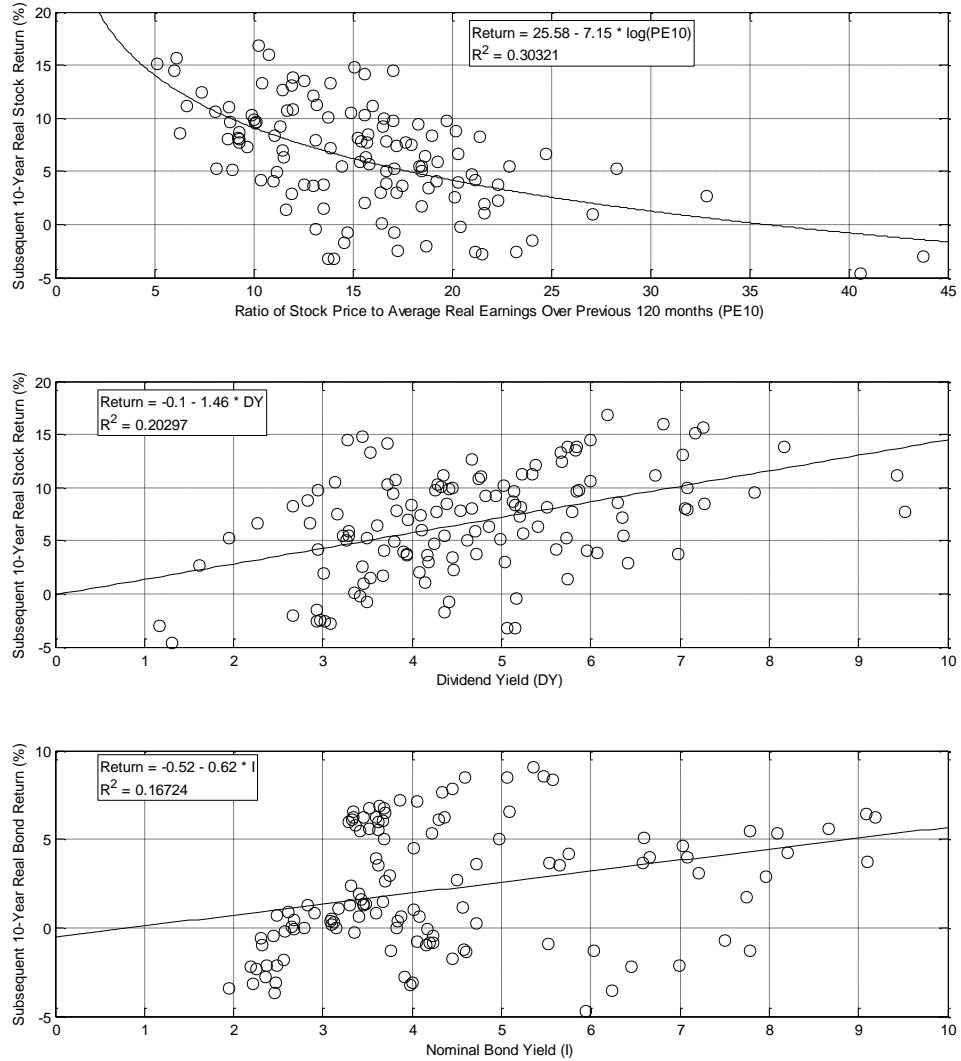 Return = 25.58 - 7.15 * log(PE10)
R² = 0.30321
Subsequent 10-Year Real Stock Return (%)
20
15
10
5
0
-5
0 5 10 15 20 25 30 35 40 45
Ratio of Stock Price to Average Real Earnings Over Previous 120 months (PE10)
Return = -0.1 - 1.46 * DY
R² = 0.20297
Subsequent 10-Year Real Stock Return (%)
20
15
10
5
0
-5
0 1 2 3 4 5 6 7 8 9 10
Dividend Yield (DY)
Return = -0.52 - 0.62 * I
R² = 0.16724
Subsequent 10-Year Real Bond Return (%)
10
5
0
-5
0 1 2 3 4 5 6 7 8 9 10
Nominal Bond Yield (I)